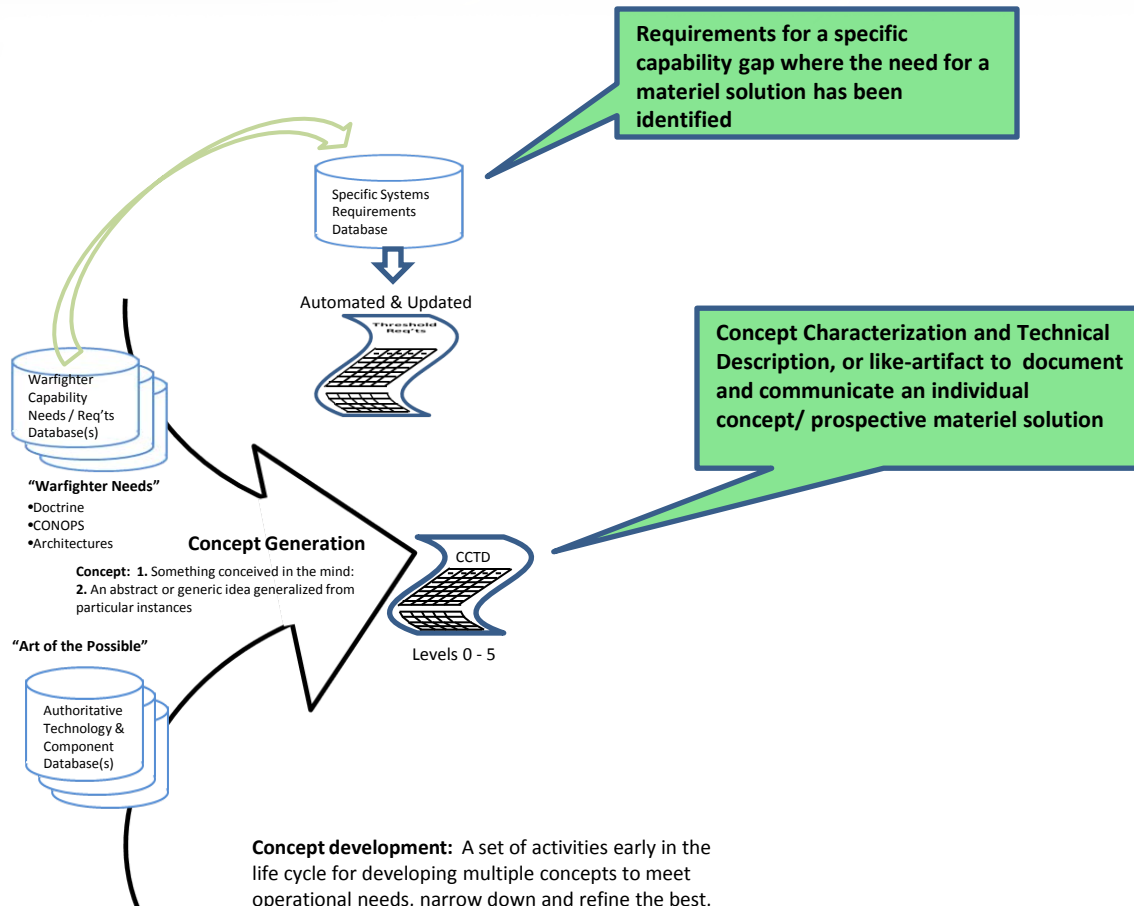 Requirements for a specific
capability gap where the need for a
materiel solution has been
identified
Specific Systems
Requirements
Database
Automated & Updated
Threshold
Req'ts
Concept Characterization and Technical
Description, or like-artifact to  document
and communicate an individual
concept/ prospective materiel solution
Warfighter
Capability
Needs / Req’ts
Database(s)
“Warfighter Needs”
•Doctrine
•CONOPS
•Architectures
Concept Generation
Concept:  1. Something conceived in the mind:
2. An abstract or generic idea generalized from
particular instances
CCTD
Levels 0 - 5
“Art of the Possible”
Authoritative
Technology &
Component
Database(s)
Concept development:  A set of activities early in the
life cycle for developing multiple concepts to meet
operational needs, narrow down and refine the best,